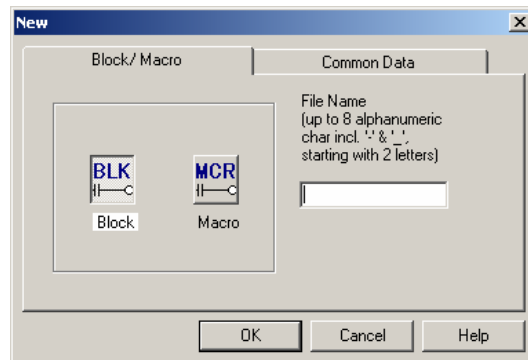 New
Block/ Macro
Common Data
File Name
(up to 8 alphanumeric
char incl. '-' & '_',
starting with 2 letters)
BLK
MCR
Block
Macro
OK
Cancel
Help